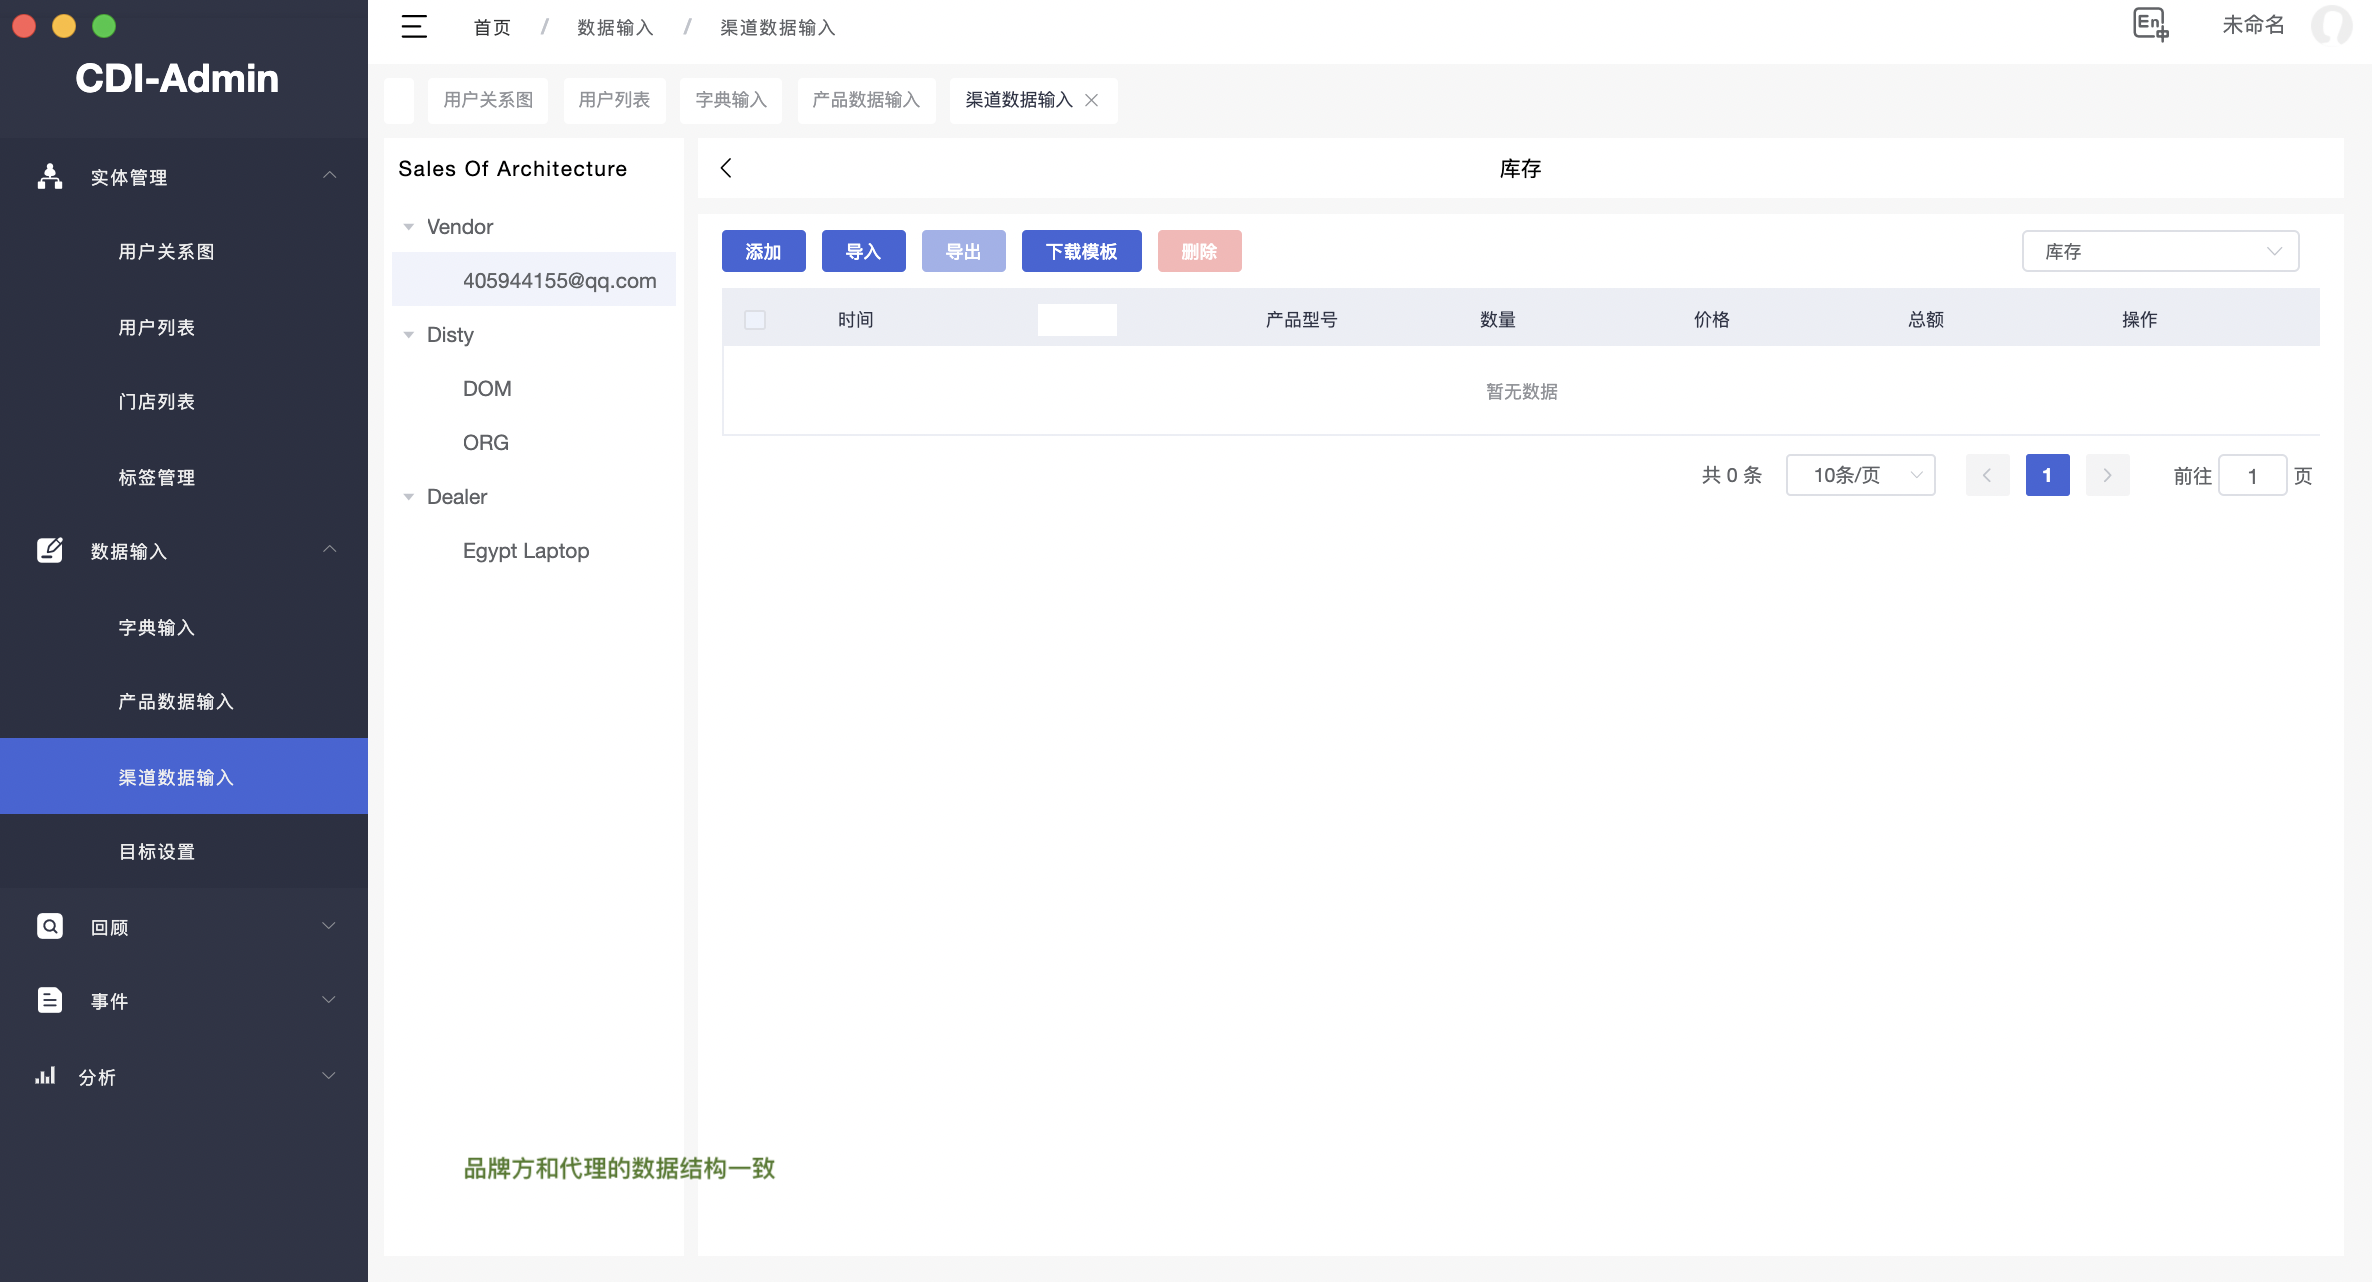 CDI-Admin
实体管理
用户关系图
用户列表
门店列表
标签管理
数据输入
字典输入
产品数据输入
渠道数据输入
目标设置
回顾
事件
分析
首页 / 数据输入 / 渠道数据输入
En
未命名
用户关系图 用户列表 字典输入 产品数据输入 渠道数据输入
Sales Of Architecture
Vendor
405944155@qq.com
Disty
DOM
ORG
Dealer
Egypt Laptop
库存
添加 导入 导出 下载模板 删除 库存
时间 产品型号 数量 价格 总额 操作
暂无数据
共 0 条 10条/页 1 前往 1 页
品牌方和代理的数据结构一致